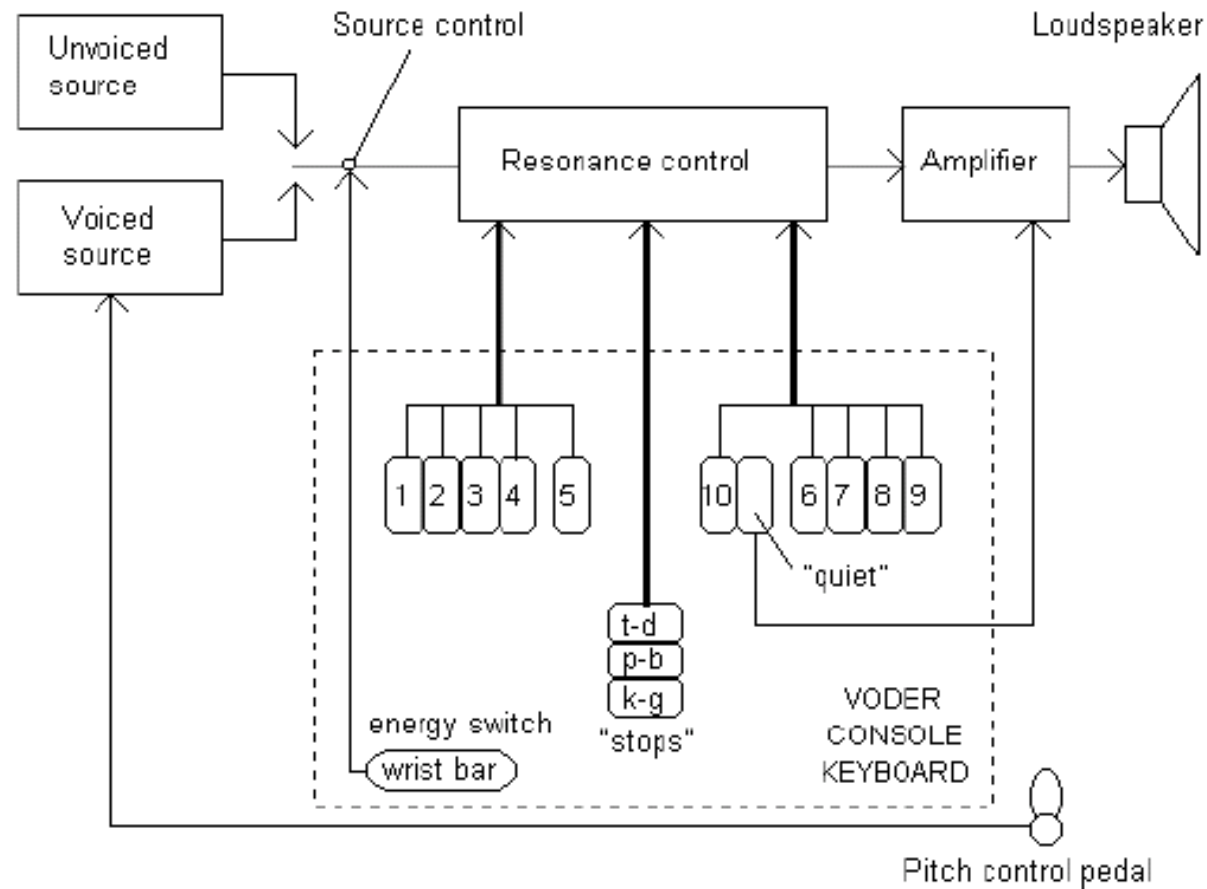 Source control
Loudspeaker
Unvoiced
source
Resonance control
Amplifier
Voiced
source
1 2 3 4 5
10 6 7 8 9
"quiet"
t-d
p-b
k-g
"stops"
energy switch
wrist bar
VODER
CONSOLE
KEYBOARD
Pitch control pedal